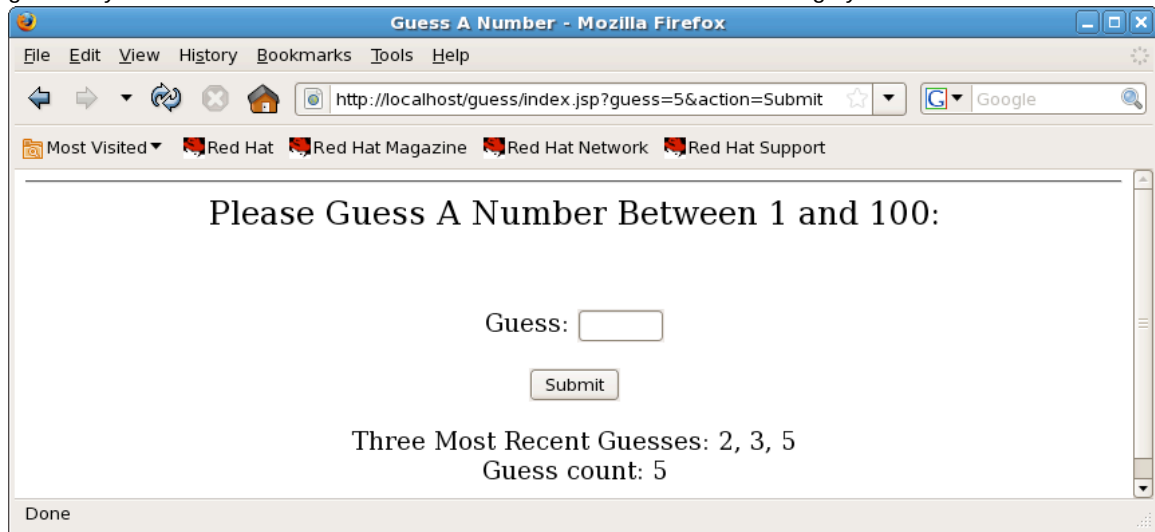 Guess A Number - Mozilla Firefox
File Edit View History Bookmarks Tools Help
http://localhost/guess/index.jsp?guess=5&action=Submit G Google
Most Visited Red Hat Red Hat Magazine Red Hat Network Red Hat Support
Please Guess A Number Between 1 and 100:
Guess:
Submit
Three Most Recent Guesses: 2, 3, 5
Guess count: 5
Done